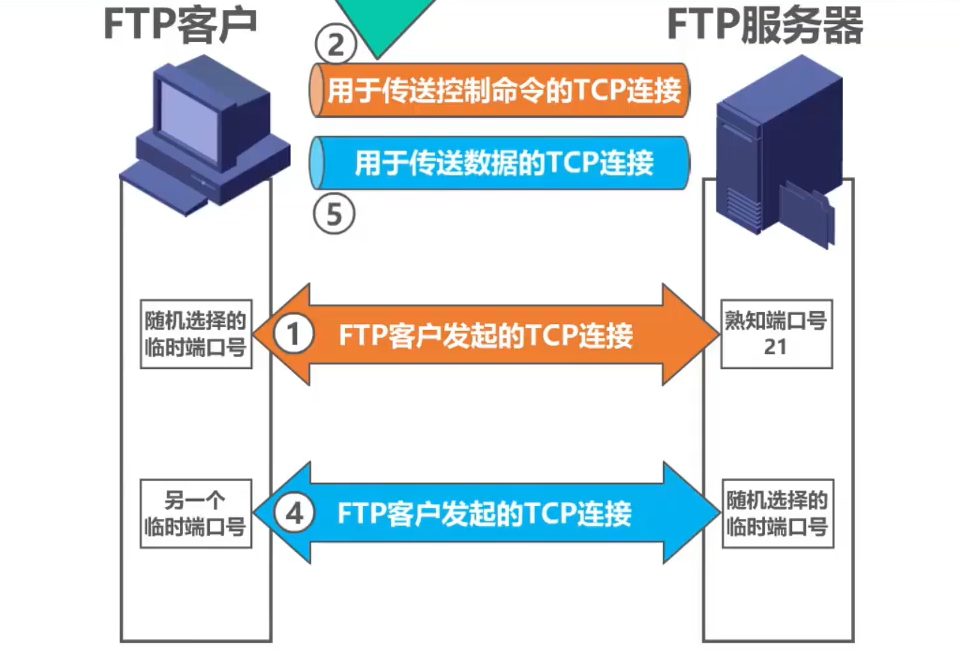 FTP客户
FTP服务器
②
用于传送控制命令的TCP连接
用于传送数据的TCP连接
⑤
随机选择的
临时端口号
①
FTP客户发起的TCP连接
熟知端口号
21
另一个
临时端口号
④
FTP客户发起的TCP连接
随机选择的
临时端口号